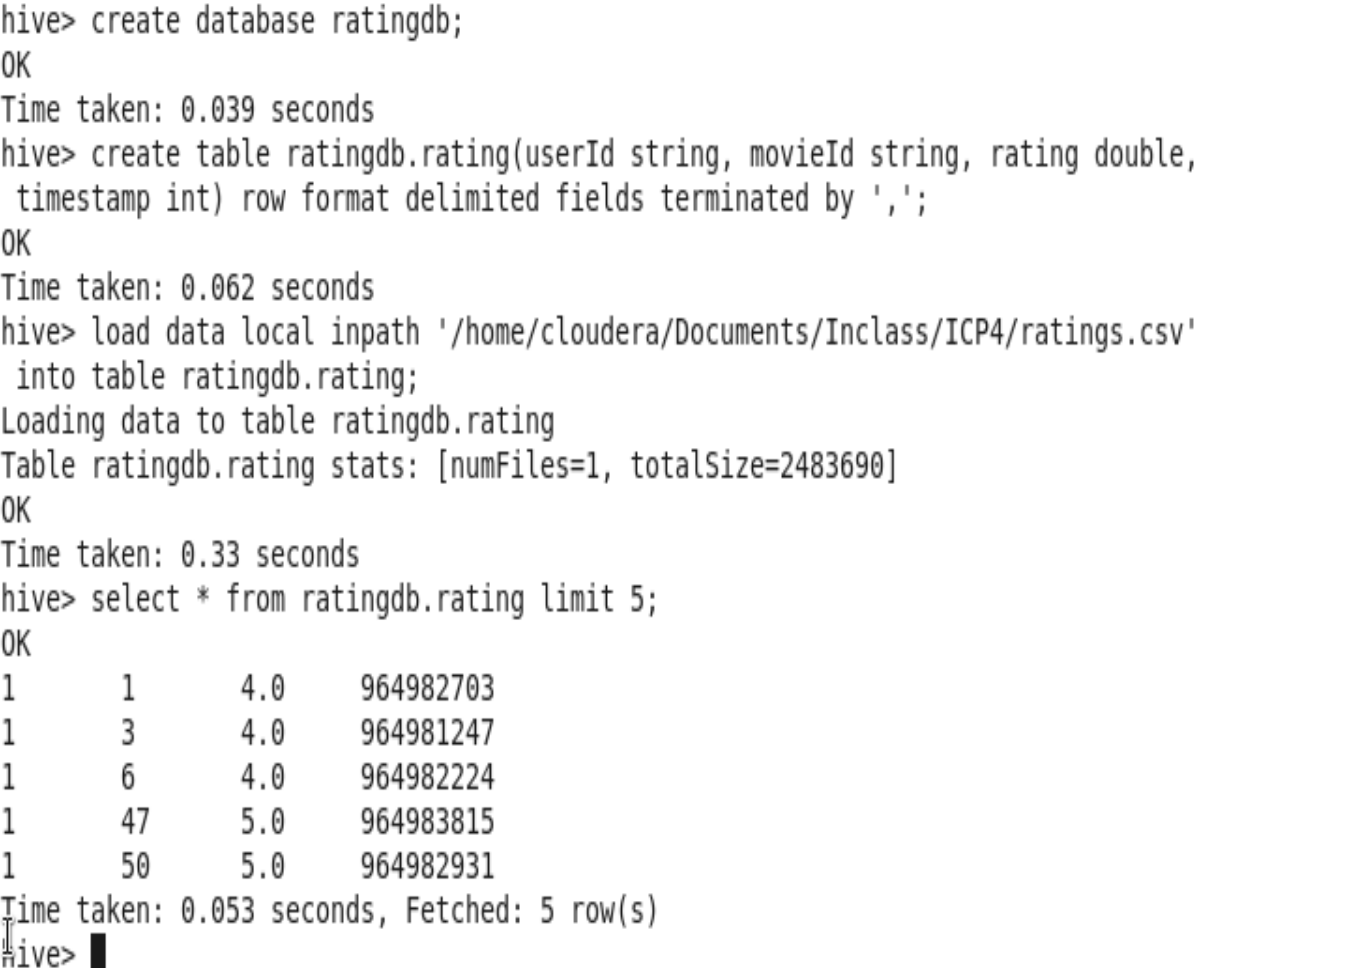 hive> create database ratingdb;
OK
Time taken: 0.039 seconds
hive> create table ratingdb.rating(userId string, movieId string, rating double,
 timestamp int) row format delimited fields terminated by ',';
OK
Time taken: 0.062 seconds
hive> load data local inpath '/home/cloudera/Documents/Inclass/ICP4/ratings.csv'
 into table ratingdb.rating;
Loading data to table ratingdb.rating
Table ratingdb.rating stats: [numFiles=1, totalSize=2483690]
OK
Time taken: 0.33 seconds
hive> select * from ratingdb.rating limit 5;
OK
1       1       4.0     964982703
1       3       4.0     964981247
1       6       4.0     964982224
1       47      5.0     964983815
1       50      5.0     964982931
Time taken: 0.053 seconds, Fetched: 5 row(s)
hive>